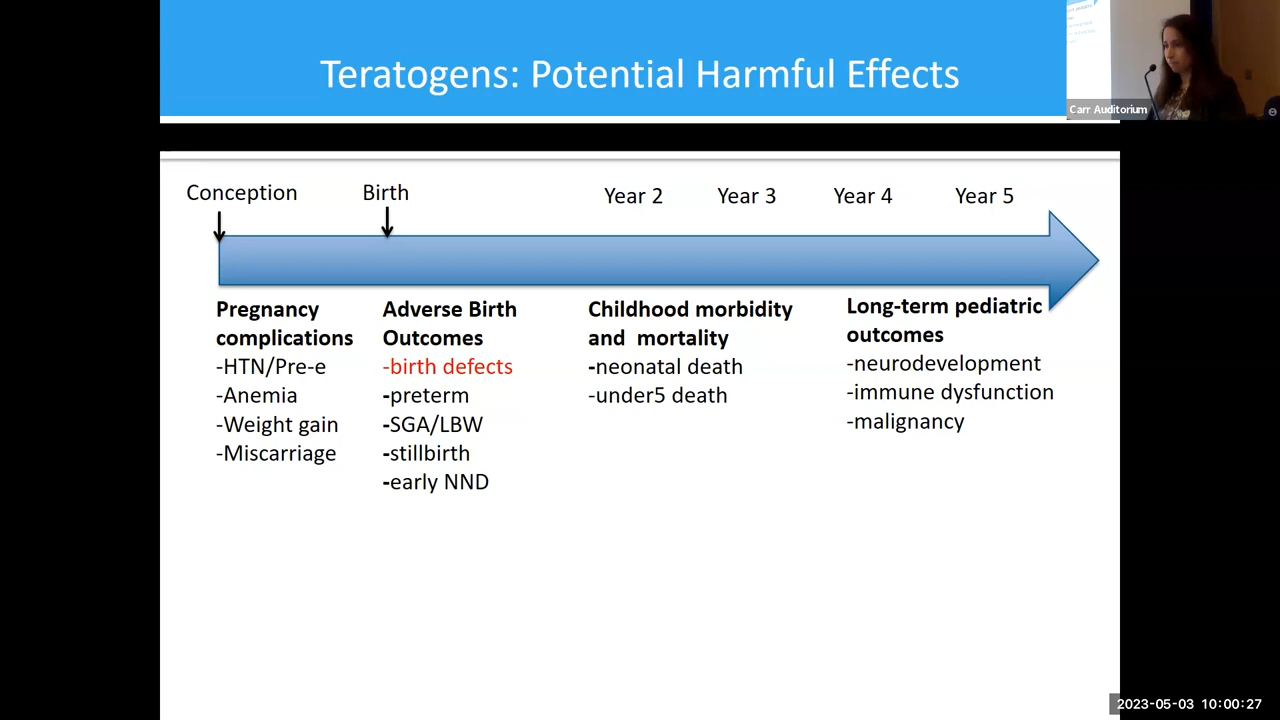 Teratogens: Potential Harmful Effects
Carr Auditorium
Conception
Birth
Year 2
Year 3
Year 4
Year 5
Pregnancy
complications
-HTN/Pre-e
-Anemia
-Weight gain
-Miscarriage
Adverse Birth
Outcomes
-birth defects
-preterm
-SGA/LBW
-stillbirth
-early NND
Childhood morbidity
and mortality
-neonatal death
-under5 death
Long-term pediatric
outcomes
-neurodevelopment
-immune dysfunction
-malignancy
2023-05-03 10:00:27